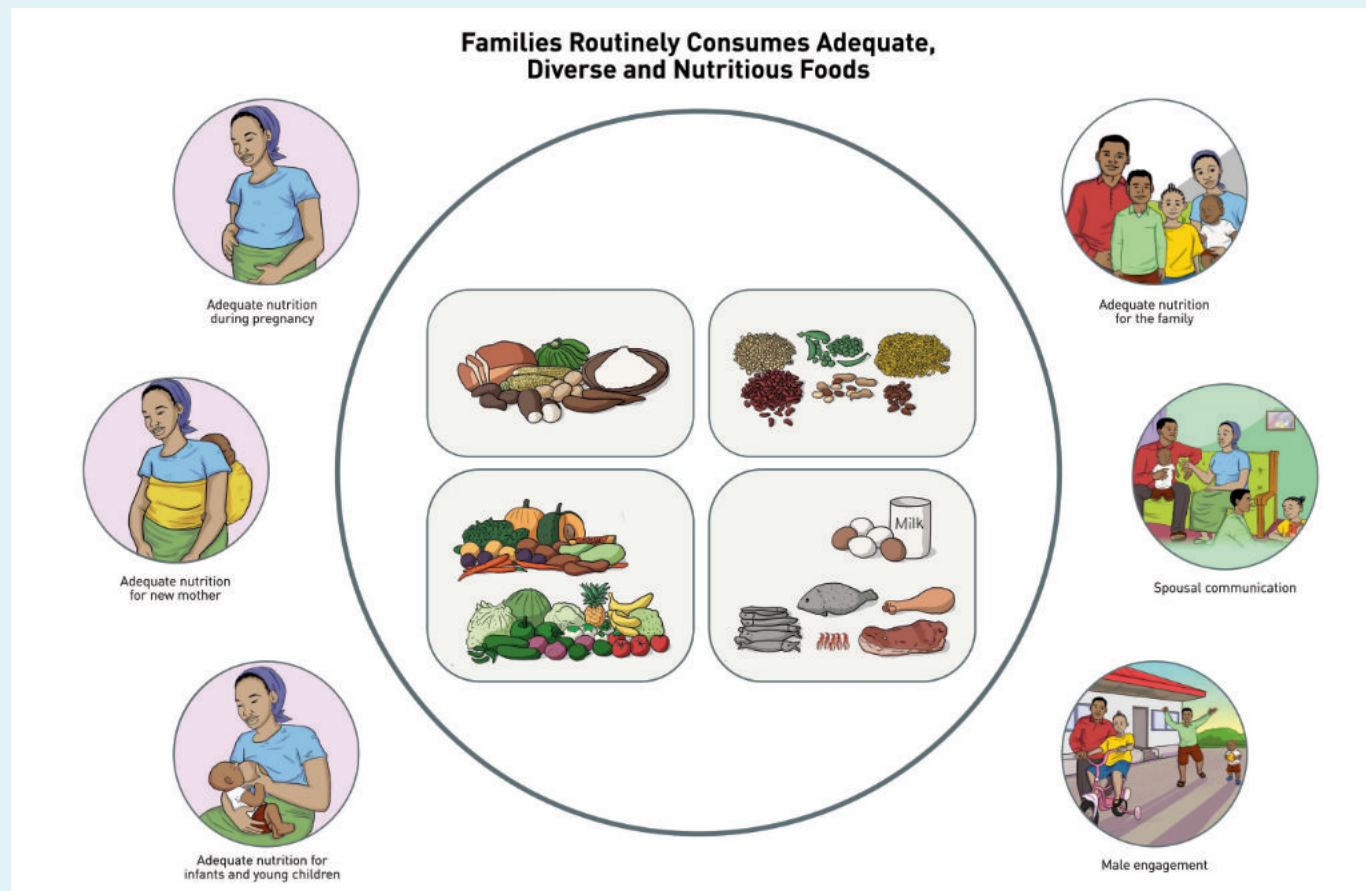 Families Routinely Consumes Adequate,
Diverse and Nutritious Foods
Adequate nutrition
during pregnancy
Adequate nutrition
for the family
Milk
Adequate nutrition
for new mother
Spousal communication
Adequate nutrition for
infants and young children
Male engagement